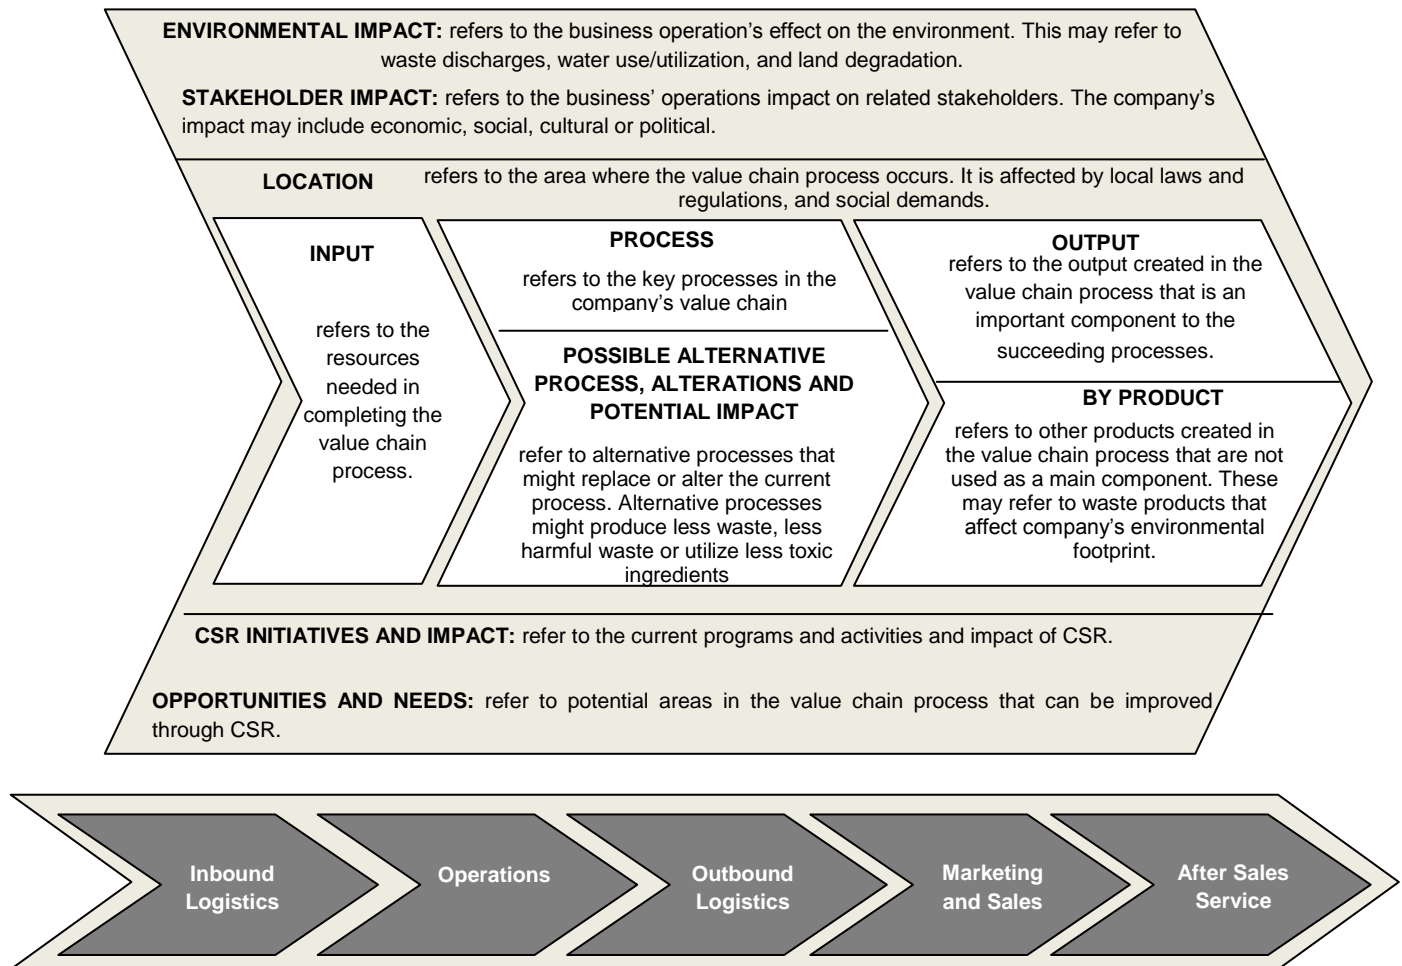 ENVIRONMENTAL IMPACT: refers to the business operation's effect on the environment. This may refer to
waste discharges, water use/utilization, and land degradation.
STAKEHOLDER IMPACT: refers to the business' operations impact on related stakeholders. The company's
impact may include economic, social, cultural or political.
LOCATION refers to the area where the value chain process occurs. It is affected by local laws and
regulations, and social demands.
INPUT
refers to the
resources
needed in
completing the
value chain
process.
PROCESS
refers to the key processes in the
company's value chain
POSSIBLE ALTERNATIVE
PROCESS, ALTERATIONS AND
POTENTIAL IMPACT
refer to alternative processes that
might replace or alter the current
process. Alternative processes
might produce less waste, less
harmful waste or utilize less toxic
ingredients
OUTPUT
refers to the output created in the
value chain process that is an
important component to the
succeeding processes.
BY PRODUCT
refers to other products created in
the value chain process that are not
used as a main component. These
may refer to waste products that
affect company's environmental
footprint.
CSR INITIATIVES AND IMPACT: refer to the current programs and activities and impact of CSR.
OPPORTUNITIES AND NEEDS: refer to potential areas in the value chain process that can be improved
through CSR.
Inbound
Logistics
Operations
Outbound
Logistics
Marketing
and Sales
After Sales
Service